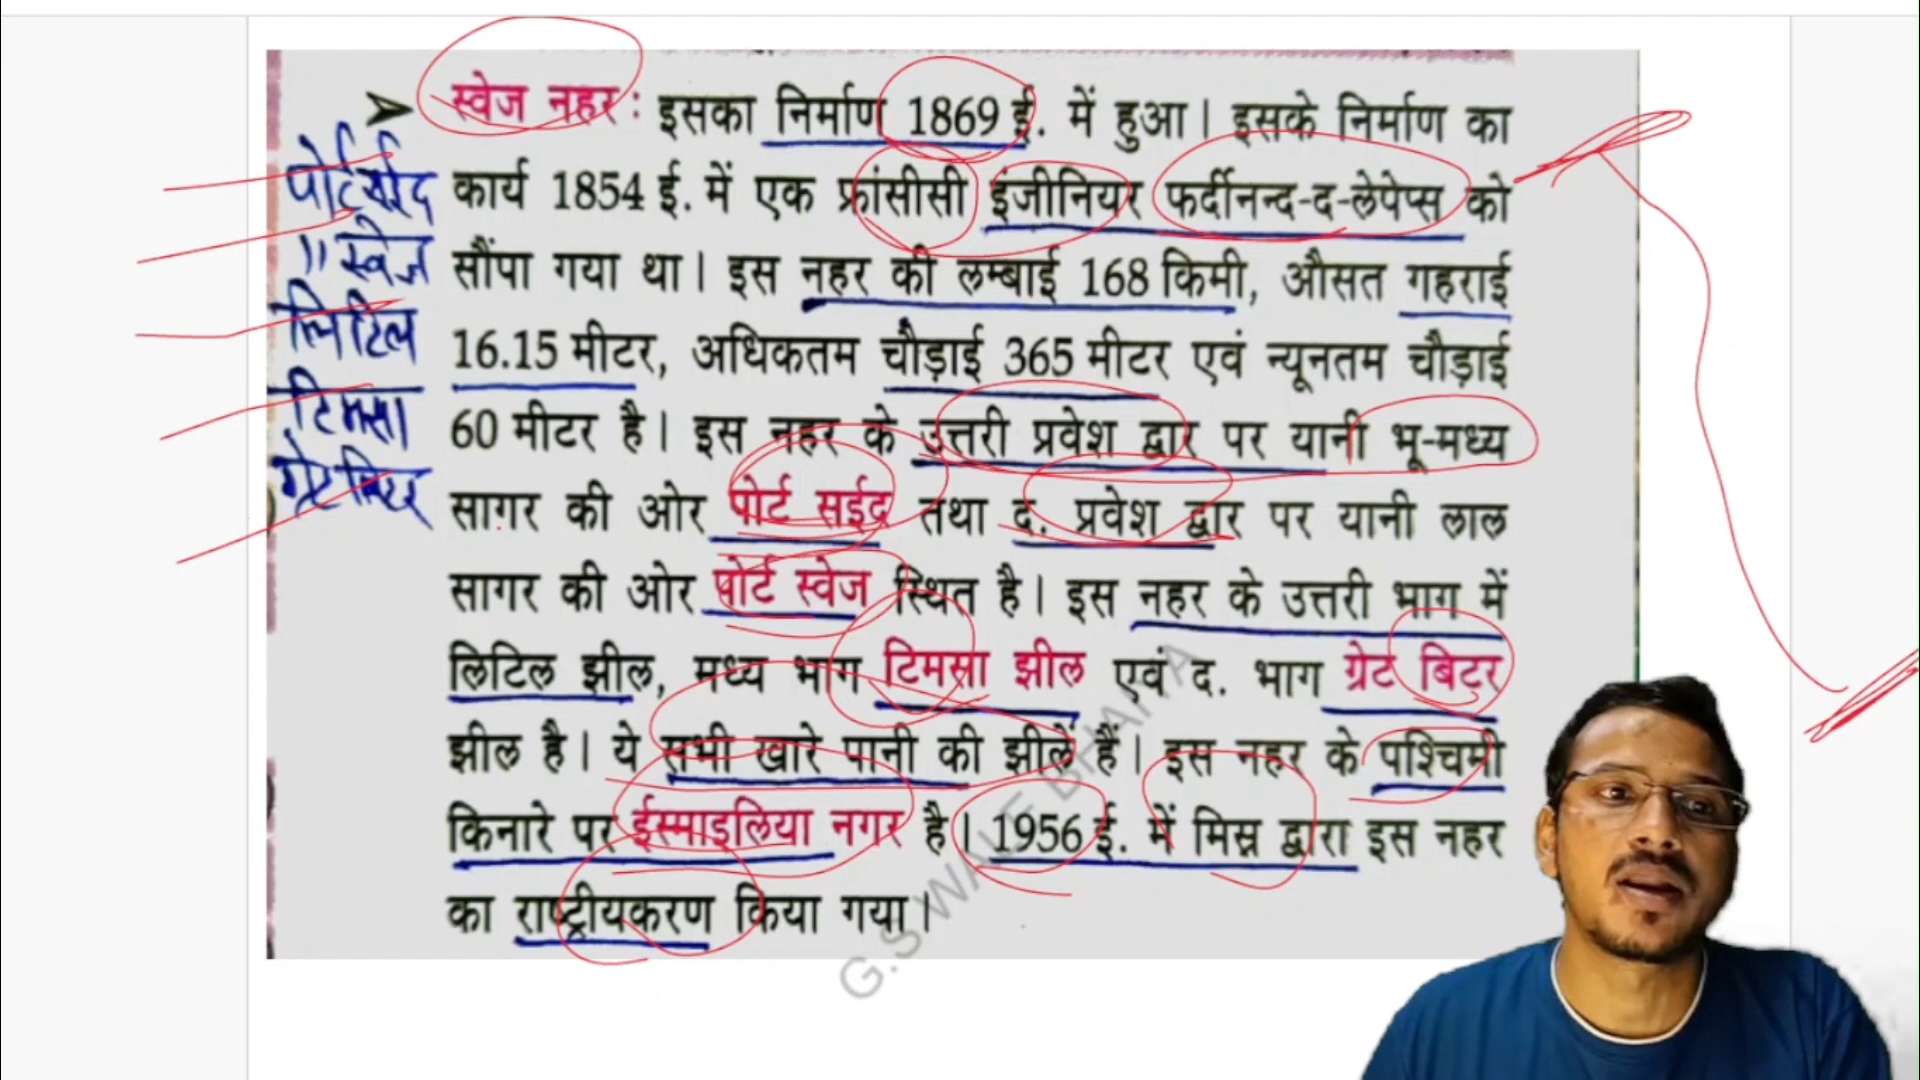 ➤ स्वेज नहर : इसका निर्माण 1869 ई. में हुआ। इसके निर्माण का
कार्य 1854 ई. में एक फ्रांसीसी इंजीनियर फर्दीनन्द-द-लेपेप्स को
सौंपा गया था। इस नहर की लम्बाई 168 किमी, औसत गहराई
16.15 मीटर, अधिकतम चौड़ाई 365 मीटर एवं न्यूनतम चौड़ाई
60 मीटर है। इस नहर के उत्तरी प्रवेश द्वार पर यानी भू-मध्य
सागर की ओर पोर्ट सईद तथा द. प्रवेश द्वार पर यानी लाल
सागर की ओर पोर्ट स्वेज स्थित है। इस नहर के उत्तरी भाग में
लिटिल झील, मध्य भाग टिमसा झील एवं द. भाग ग्रेट बिटर
झील है। ये सभी खारे पानी की झीलें हैं। इस नहर के पश्चिमी
किनारे पर ईस्माइलिया नगर है। 1956 ई. में मिस्र द्वारा इस नहर
का राष्ट्रीयकरण किया गया।
पोर्ट सईद
" स्वेज
लिटिल
टिमसा
ग्रेट बिटर
G.S WALE BHAIYA